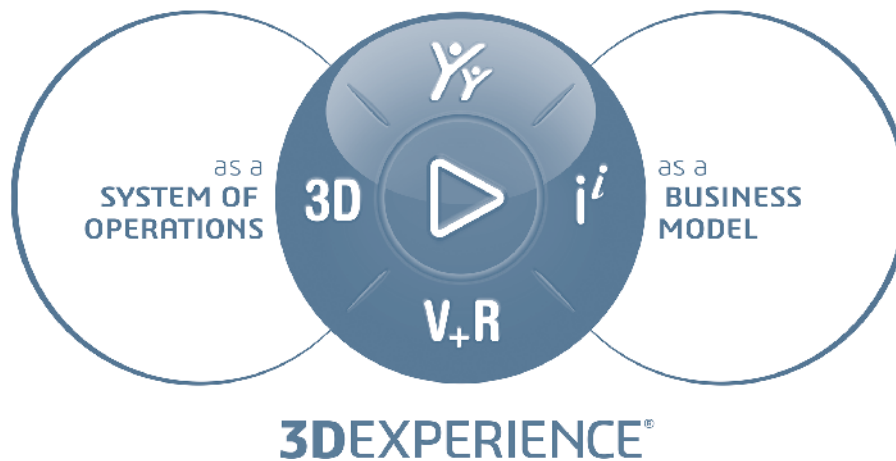 as a
SYSTEM OF
OPERATIONS
3D
i i
V+R
as a
BUSINESS
MODEL
3DEXPERIENCE®